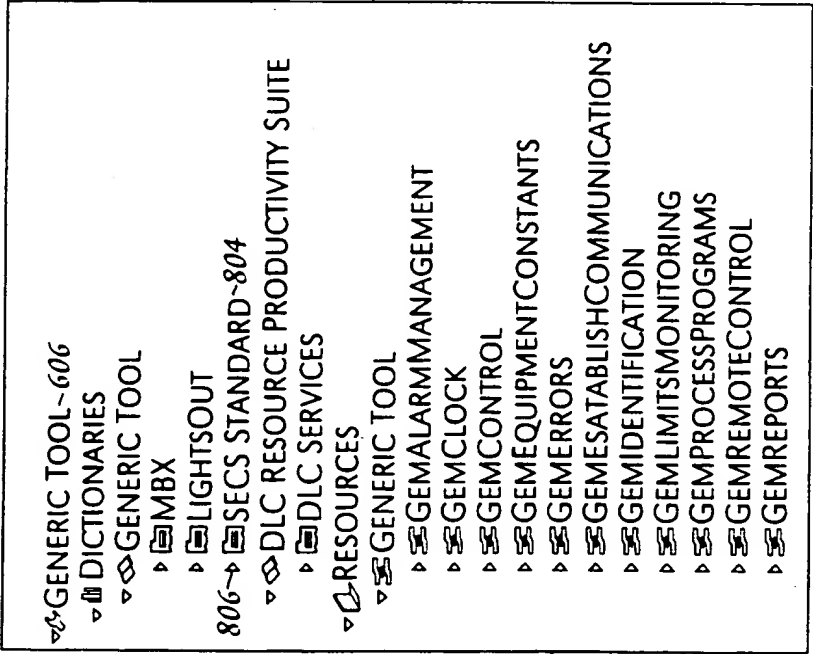 GENERIC TOOL~606
DICTIONARIES
GENERIC TOOL
MBX
LIGHTSOUT
806 SECS STANDARD~804
DLC RESOURCE PRODUCTIVITY SUITE
DLC SERVICES
RESOURCES
GENERIC TOOL
GEMALARMMANAGEMENT
GEMCLOCK
GEMCONTROL
GEMEQUIPMENTCONSTANTS
GEMERRORS
GEMESATABLISHCOMMUNICATIONS
GEMIDENTIFICATION
GEMLIMITSMONITORING
GEMPROCESSPROGRAMS
GEMREMOTECONTROL
GEMREPORTS